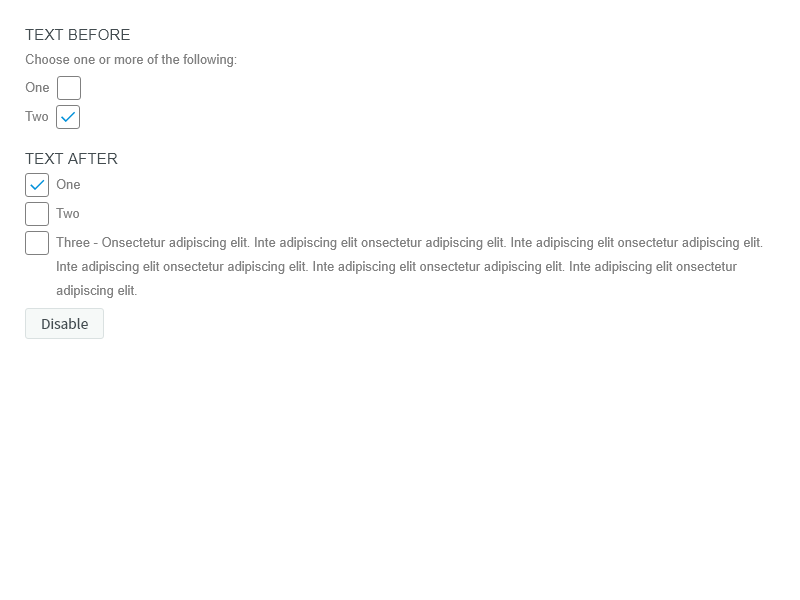 TEXT BEFORE
Choose one or more of the following:
One
Two
TEXT AFTER
One
Two
Three - Onsectetur adipiscing elit. Inte adipiscing elit onsectetur adipiscing elit. Inte adipiscing elit onsectetur adipiscing elit.
Inte adipiscing elit onsectetur adipiscing elit. Inte adipiscing elit onsectetur adipiscing elit. Inte adipiscing elit onsectetur
adipiscing elit.
Disable